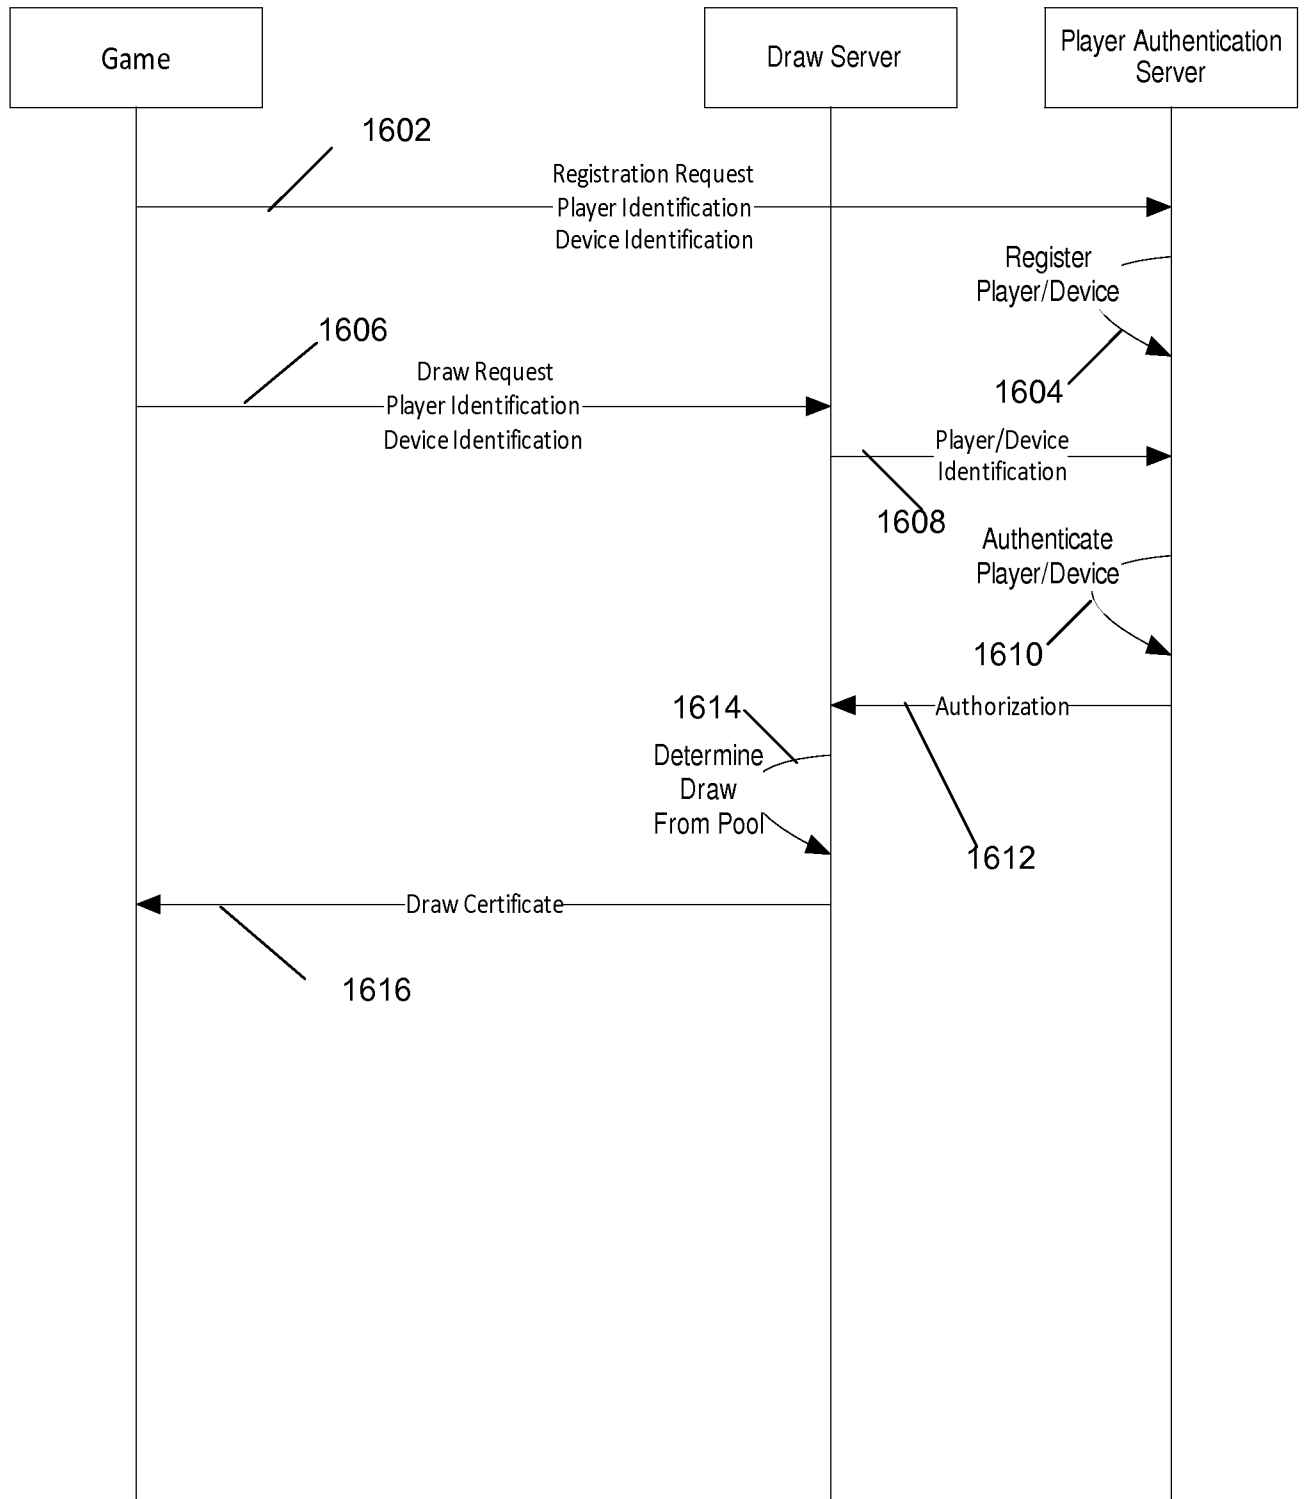 Game
Draw Server
Player Authentication
Server
1602
Registration Request
Player Identification
Device Identification
Register
Player/Device
1604
1606
Draw Request
Player Identification
Device Identification
Player/Device
Identification
1608
Authenticate
Player/Device
1610
Authorization
1612
1614
Determine
Draw
From Pool
Draw Certificate
1616